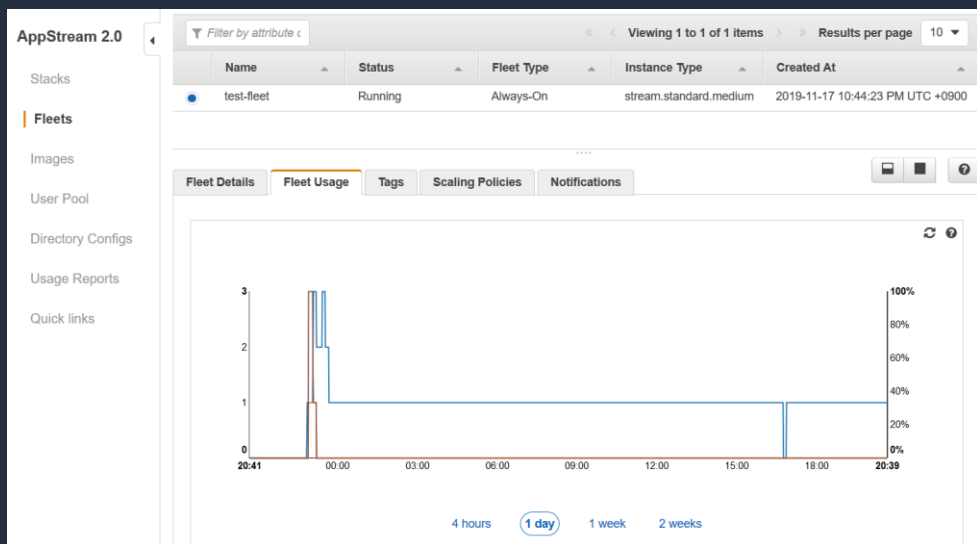 AppStream 2.0
Stacks
Fleets
Images
User Pool
Directory Configs
Usage Reports
Quick links
Filter by attribute c
« < Viewing 1 to 1 of 1 items > » Results per page 10
Name Status Fleet Type Instance Type Created At
test-fleet Running Always-On stream.standard.medium 2019-11-17 10:44:23 PM UTC +0900
Fleet Details Fleet Usage Tags Scaling Policies Notifications
3 100%
80%
2
60%
1 40%
20%
0 0%
20:41 00:00 03:00 06:00 09:00 12:00 15:00 18:00 20:39
4 hours 1 day 1 week 2 weeks